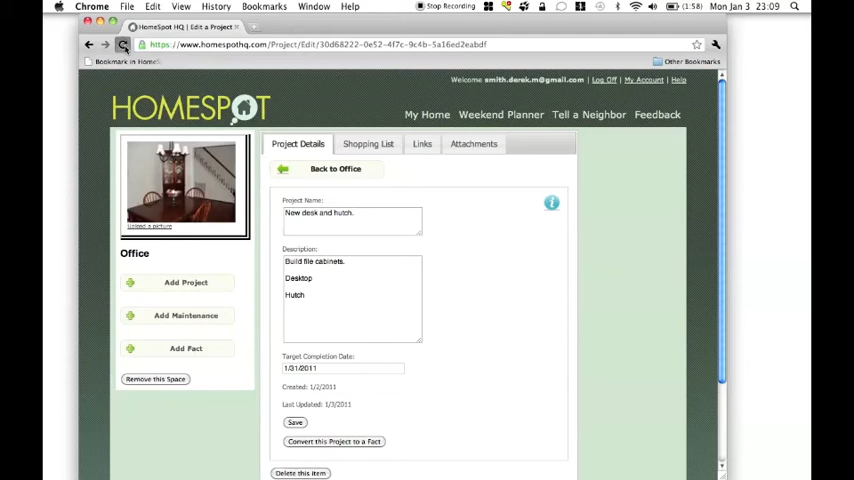 Chrome File Edit View History Bookmarks Window Help Stop Recording (1:58) Mon Jan 3 23:09
HomeSpot HQ | Edit a Project
https://www.homespothq.com/Project/Edit/30d68222-0e52-4f7c-9c4b-5a16ed2eabdf
Bookmark in HomeS Other Bookmarks
Welcome smith.derek.m@gmail.com | Log Off | My Account | Help
HOMESPOT
My Home Weekend Planner Tell a Neighbor Feedback
Project Details Shopping List Links Attachments
Back to Office
Project Name:
New desk and hutch.
Upload a picture
Description:
Office
Build file cabinets.
Desktop
Add Project
Hutch
Add Maintenance
Add Fact
Target Completion Date:
1/31/2011
Remove this Space
Created: 1/2/2011
Last Updated: 1/3/2011
Save
Convert this Project to a Fact
Delete this item